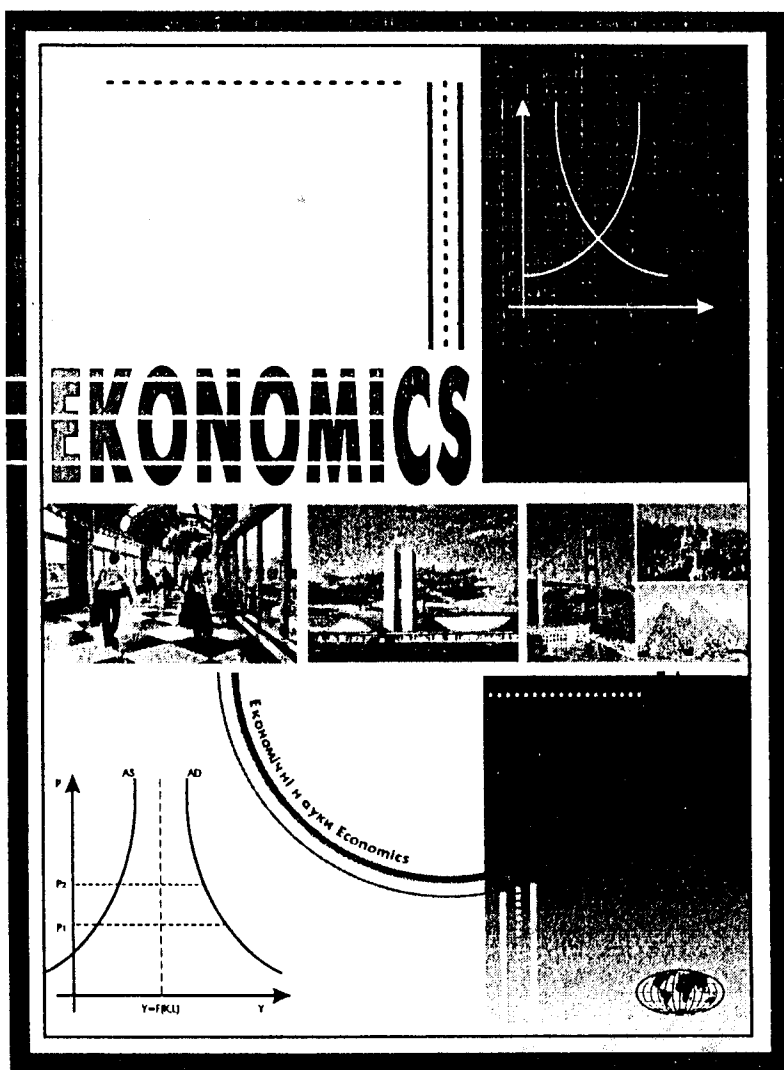 EKONOMICS
Економічні науки Economics
P
AS
AD
P2
P1
Y=F(K,L)
Y